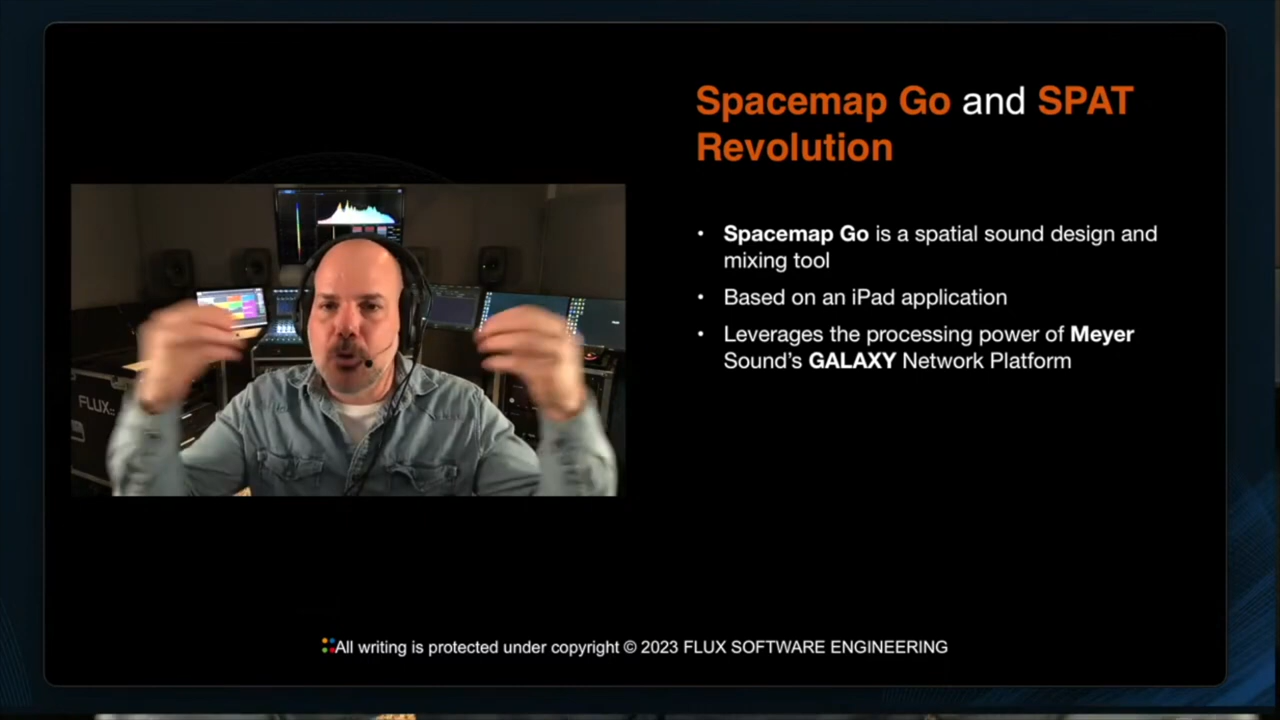 Spacemap Go and SPAT
Revolution
• Spacemap Go is a spatial sound design and
mixing tool
• Based on an iPad application
• Leverages the processing power of Meyer
Sound's GALAXY Network Platform
FLUX::
All writing is protected under copyright © 2023 FLUX SOFTWARE ENGINEERING